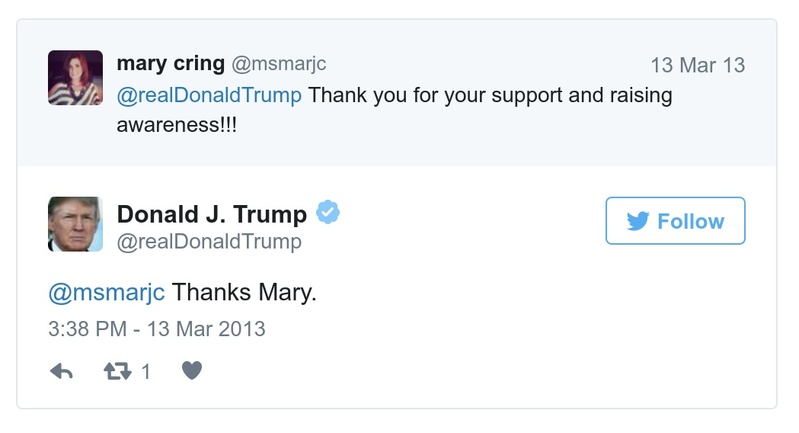 mary cring @msmarjc 13 Mar 13
@realDonaldTrump Thank you for your support and raising
awareness!!!
Donald J. Trump
@realDonaldTrump
Follow
@msmarjc Thanks Mary.
3:38 PM - 13 Mar 2013
1